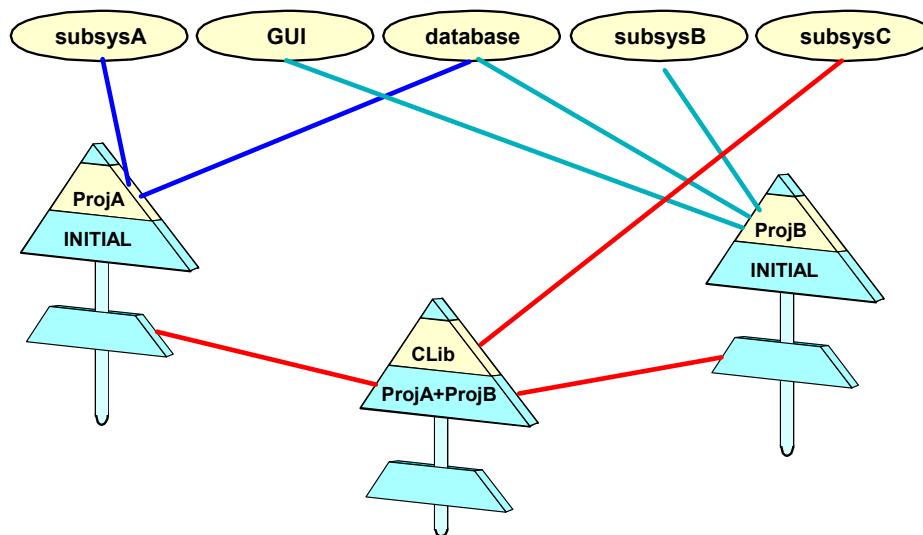 subsysA
GUI
database
subsysB
subsysC
ProjA
INITIAL
ProjB
INITIAL
CLib
ProjA+ProjB